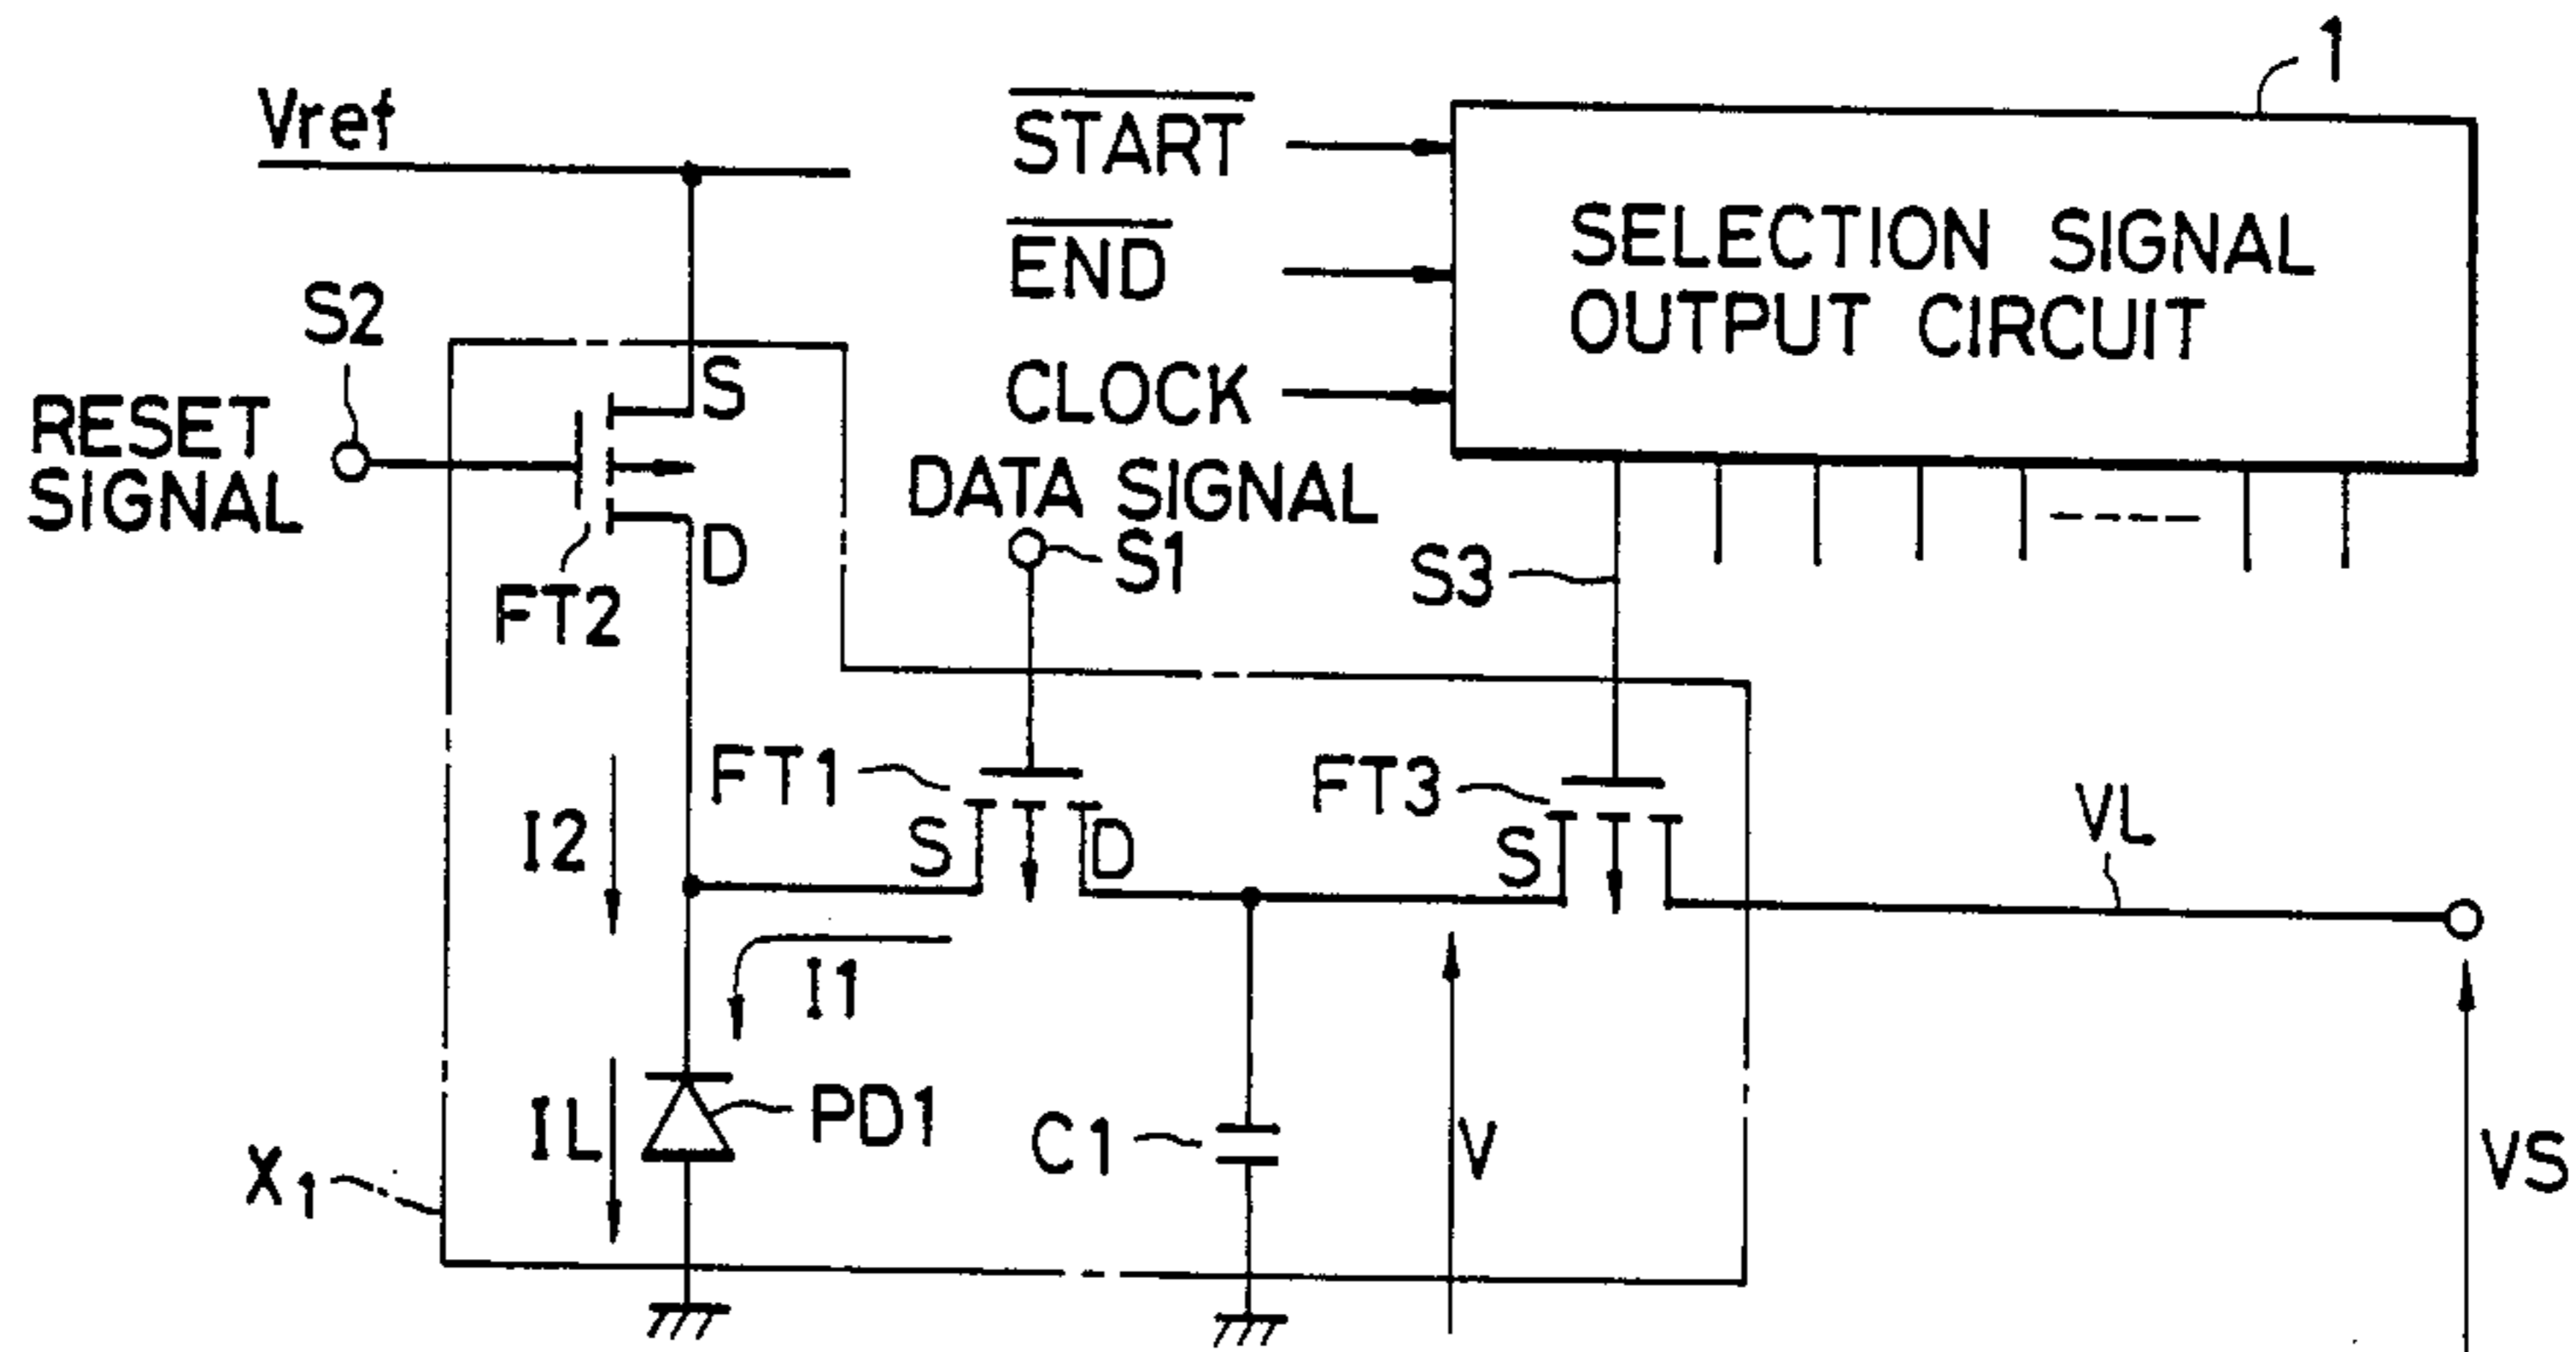 1
Vref
START
END
CLOCK
SELECTION SIGNAL
OUTPUT CIRCUIT
S2
RESET
SIGNAL
S
D
FT2
DATA SIGNAL
S1
S3
FT1
S
D
FT3
S
VL
I2
I1
IL
PD1
C1
V
VS
X₁